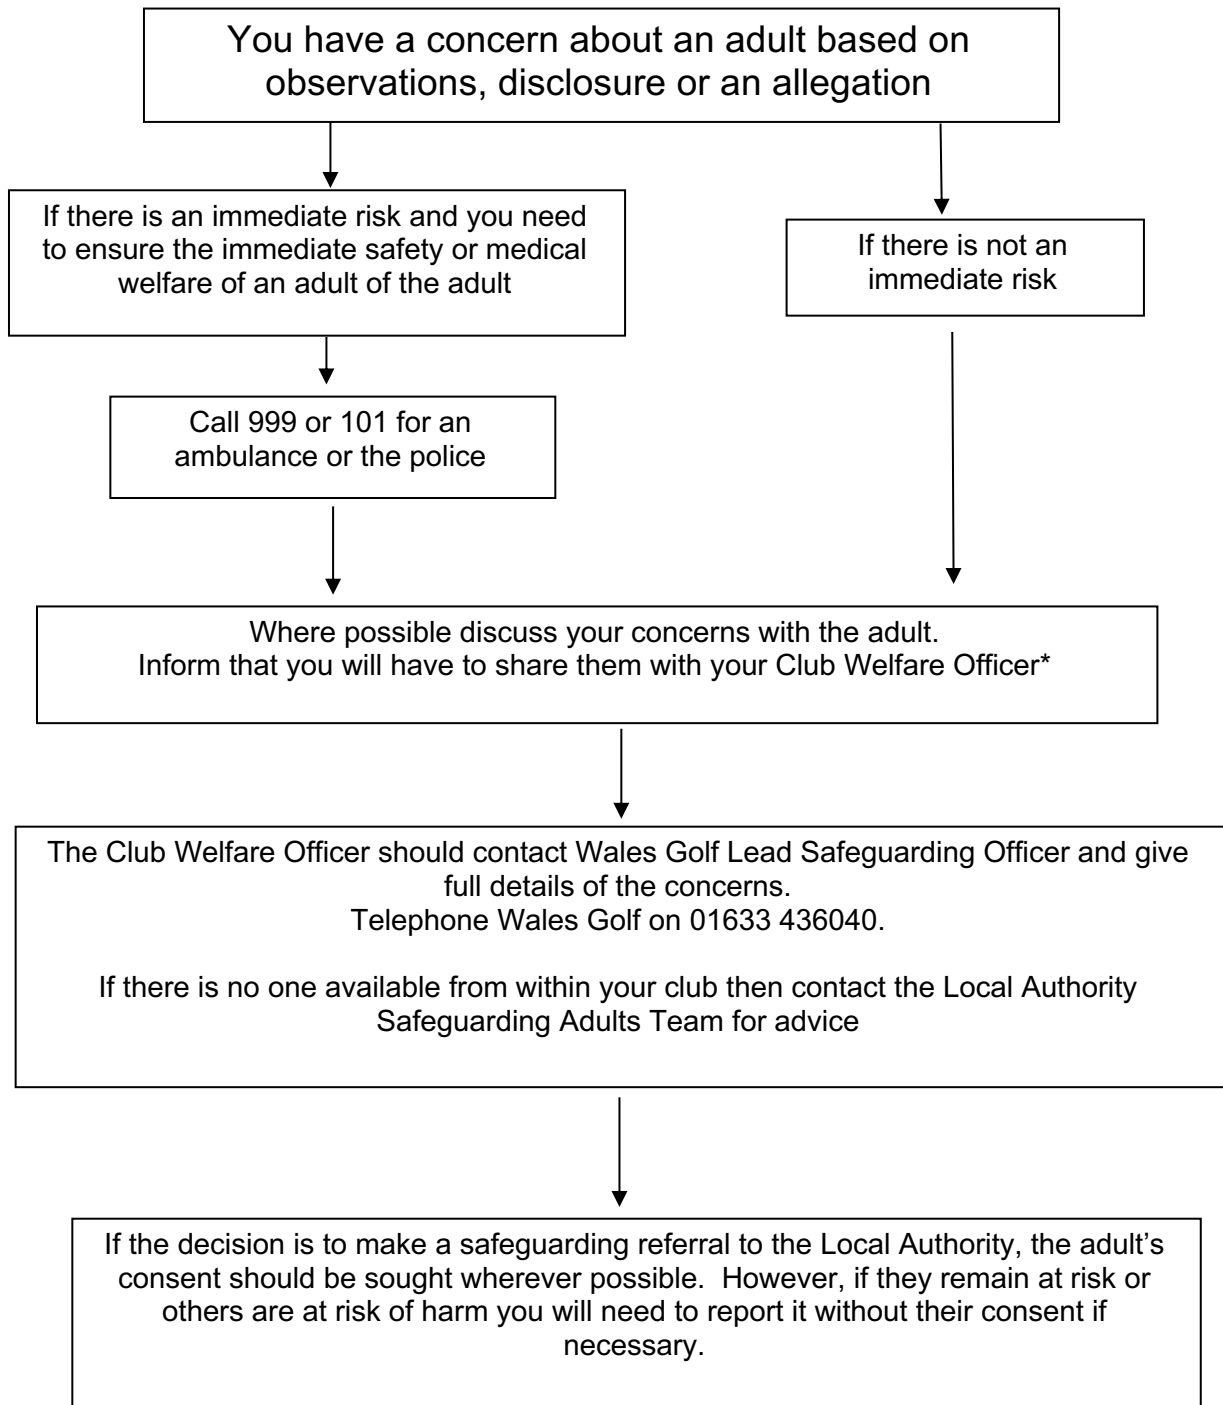 You have a concern about an adult based on
observations, disclosure or an allegation
If there is an immediate risk and you need
to ensure the immediate safety or medical
welfare of an adult of the adult
If there is not an
immediate risk
Call 999 or 101 for an
ambulance or the police
Where possible discuss your concerns with the adult.
Inform that you will have to share them with your Club Welfare Officer*
The Club Welfare Officer should contact Wales Golf Lead Safeguarding Officer and give
full details of the concerns.
Telephone Wales Golf on 01633 436040.
If there is no one available from within your club then contact the Local Authority
Safeguarding Adults Team for advice
If the decision is to make a safeguarding referral to the Local Authority, the adult’s
consent should be sought wherever possible.  However, if they remain at risk or
others are at risk of harm you will need to report it without their consent if
necessary.